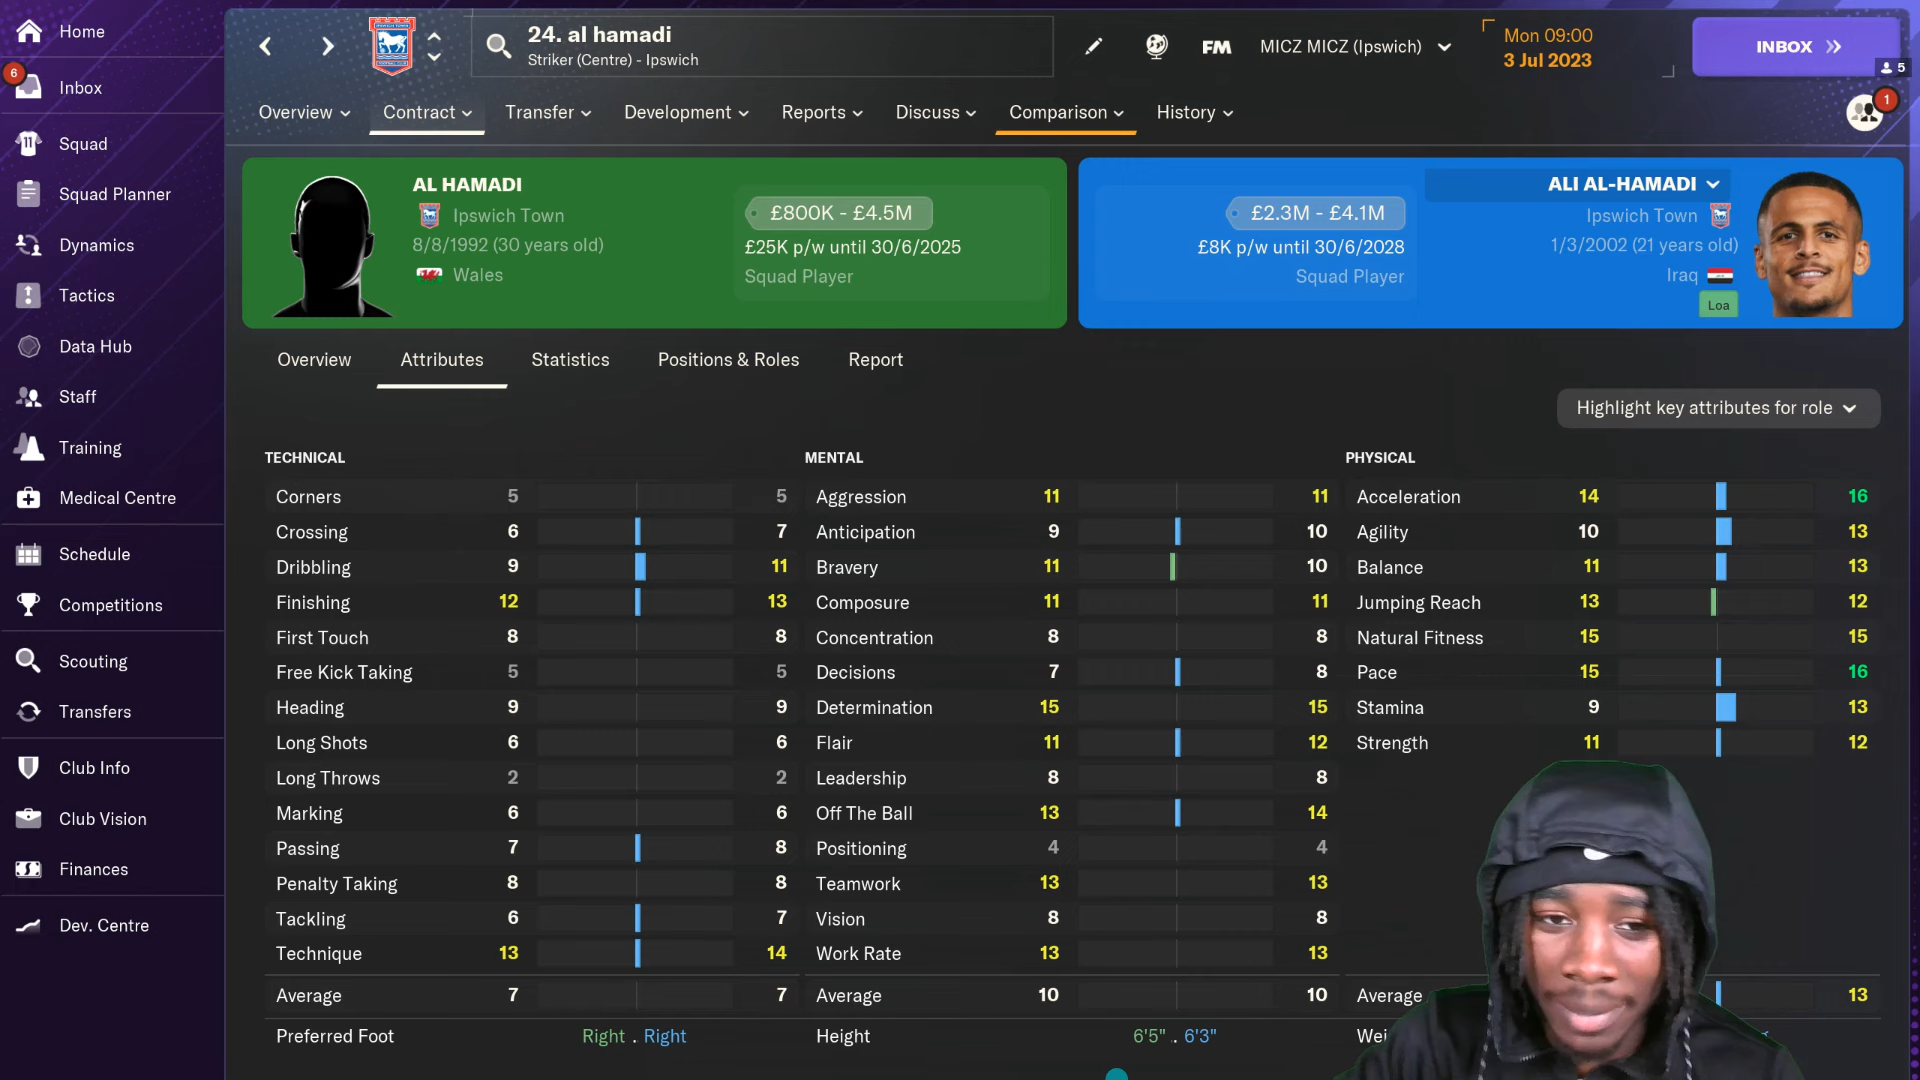 Home
6
Inbox
Squad
Squad Planner
Dynamics
Tactics
Data Hub
Staff
Training
Medical Centre
Schedule
Competitions
Scouting
Transfers
Club Info
Club Vision
Finances
Dev. Centre
24. al hamadi
Striker (Centre) - Ipswich
FM
MICZ MICZ (Ipswich)
Mon 09:00
3 Jul 2023
INBOX
5
1
Overview
Contract
Transfer
Development
Reports
Discuss
Comparison
History
AL HAMADI
Ipswich Town
8/8/1992 (30 years old)
Wales
£800K - £4.5M
£25K p/w until 30/6/2025
Squad Player
£2.3M - £4.1M
£8K p/w until 30/6/2028
Squad Player
ALI AL-HAMADI
Ipswich Town
1/3/2002 (21 years old)
Iraq
Loa
Overview
Attributes
Statistics
Positions & Roles
Report
Highlight key attributes for role
TECHNICAL
Corners 5 5
Crossing 6 7
Dribbling 9 11
Finishing 12 13
First Touch 8 8
Free Kick Taking 5 5
Heading 9 9
Long Shots 6 6
Long Throws 2 2
Marking 6 6
Passing 7 8
Penalty Taking 8 8
Tackling 6 7
Technique 13 14
Average 7 7
Preferred Foot Right . Right
MENTAL
Aggression 11 11
Anticipation 9 10
Bravery 11 10
Composure 11 11
Concentration 8 8
Decisions 7 8
Determination 15 15
Flair 11 12
Leadership 8 8
Off The Ball 13 14
Positioning 4 4
Teamwork 13 13
Vision 8 8
Work Rate 13 13
Average 10 10
Height 6'5" . 6'3"
PHYSICAL
Acceleration 14 16
Agility 10 13
Balance 11 13
Jumping Reach 13 12
Natural Fitness 15 15
Pace 15 16
Stamina 9 13
Strength 11 12
Average 13
Wei